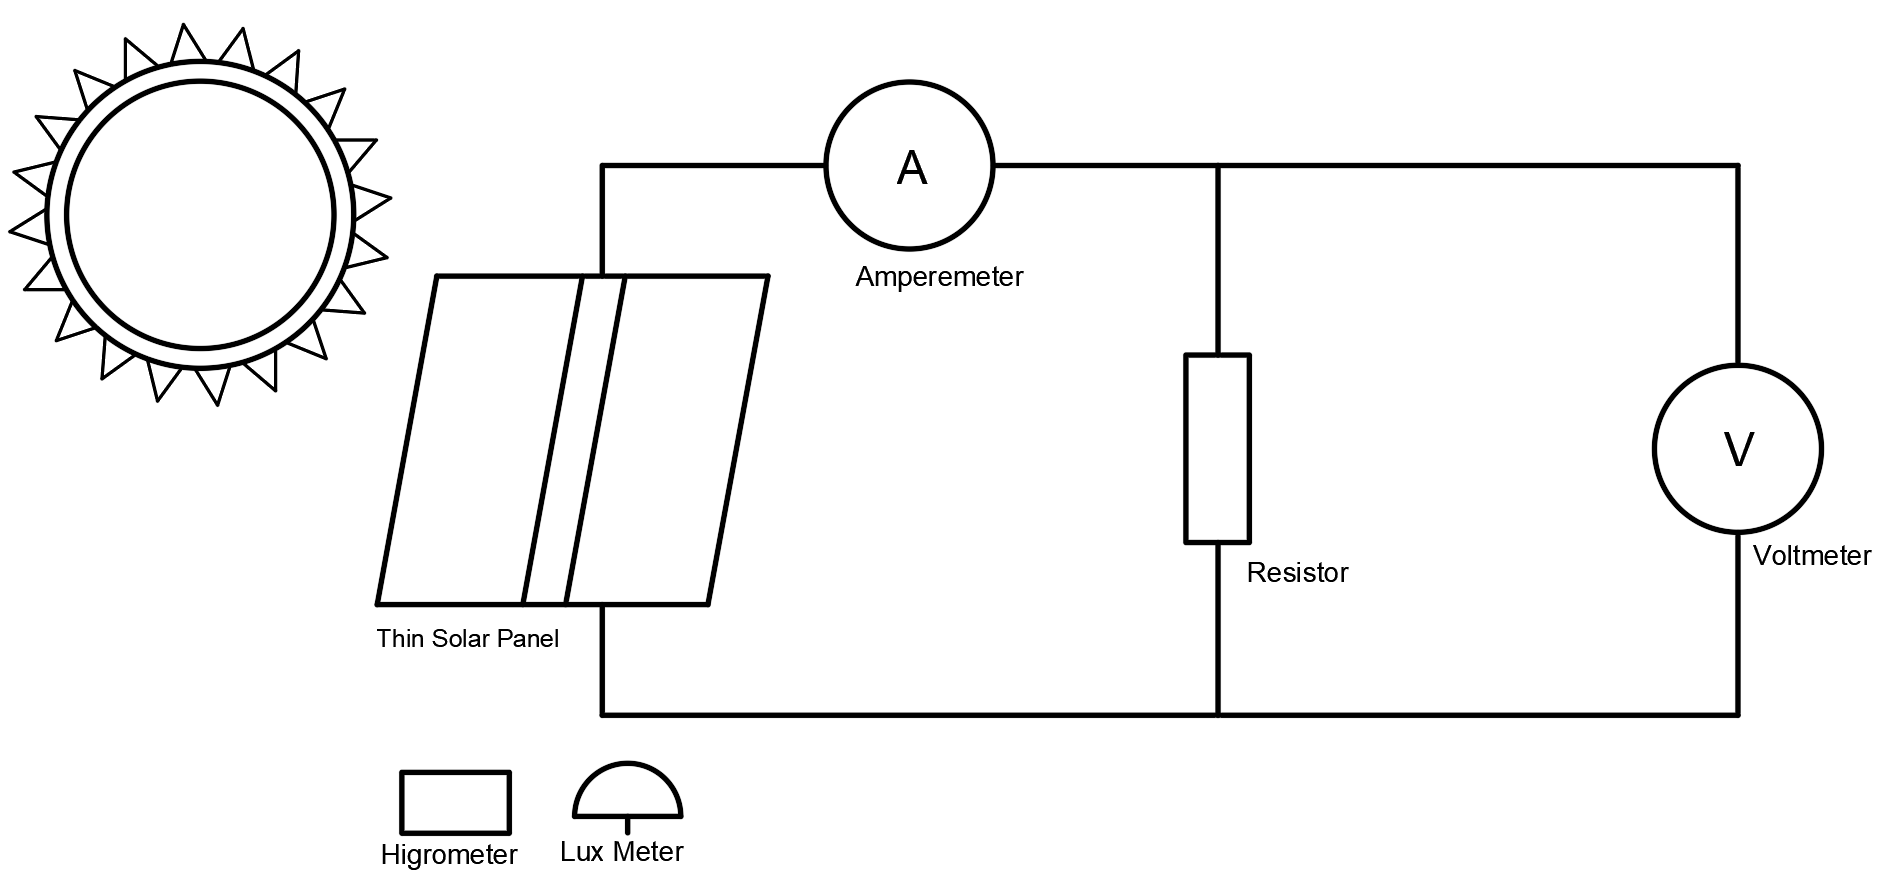 A
Amperemeter
V
Voltmeter
Resistor
Thin Solar Panel
Higrometer
Lux Meter